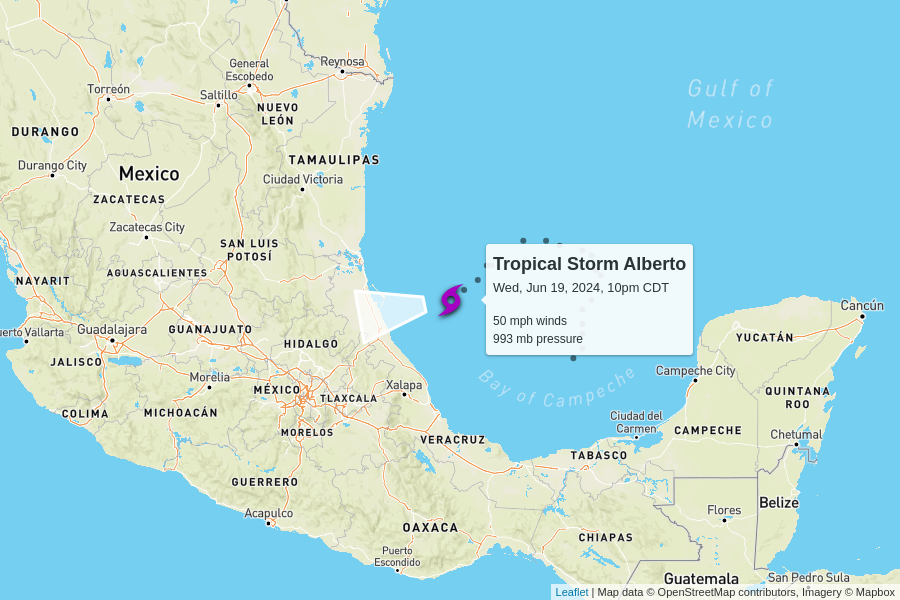 Reynosa
General
Escobedo
Torreón
Saltillo
NUEVO
LEÓN
Gulf of
Mexico
DURANGO
Durango City
Mexico
TAMAULIPAS
Ciudad Victoria
ZACATECAS
Zacatecas City
SAN LUIS
POTOSÍ
AGUASCALIENTES
NAYARIT
Tropical Storm Alberto
Wed, Jun 19, 2024, 10pm CDT
50 mph winds
993 mb pressure
uerto Vallarta
Guadalajara
GUANAJUATO
HIDALGO
JALISCO
Morelia
MÉXICO
TLAXCALA
Xalapa
COLIMA
MICHOACÁN
MORELOS
VERACRUZ
Bay of Campeche
Cancún
YUCATÁN
Campeche City
QUINTANA
ROO
Ciudad del
Carmen
CAMPECHE
Chetumal
TABASCO
GUERRERO
Acapulco
OAXACA
Puerto
Escondido
CHIAPAS
Flores
Belize
Guatemala
San Pedro Sula
Leaflet | Map data © OpenStreetMap contributors, Imagery © Mapbox